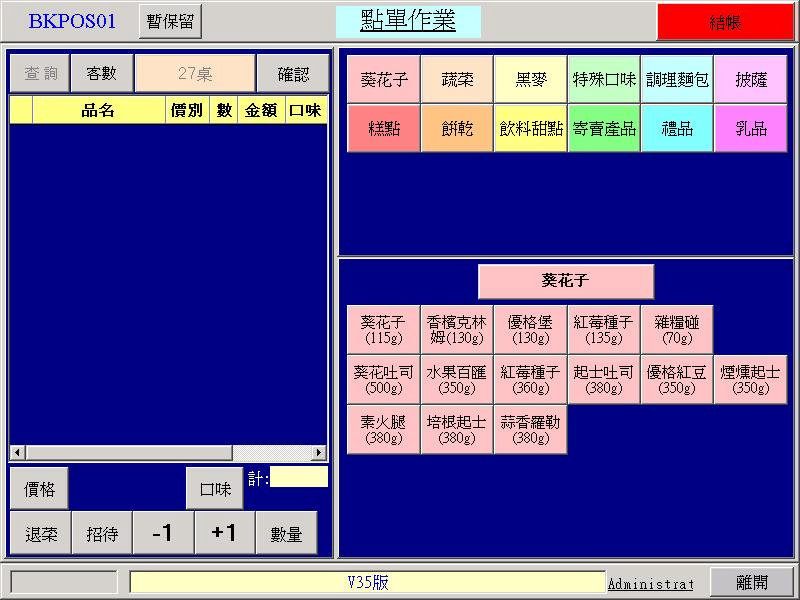 BKPOS01 暫保留 點單作業 結帳
查詢 客數 27桌 確認
品名 價別 數 金額 口味
葵花子 蔬菜 黑麥 特殊口味 調理麵包 披薩
糕點 餅乾 飲料甜點 寄賣產品 禮品 乳品
葵花子
葵花子 香檳克林 優格堡 紅莓種子 雜糧碰
(115g) 姆(130g) (130g) (135g) (70g)
葵花吐司 水果百匯 紅莓種子 起士吐司 優格紅豆 煙燻起士
(500g) (350g) (360g) (380g) (350g) (350g)
素火腿 培根起士 蒜香羅勒
(380g) (380g) (380g)
價格 口味 計:
退菜 招待 -1 +1 數量
V35版 Administrat 離開